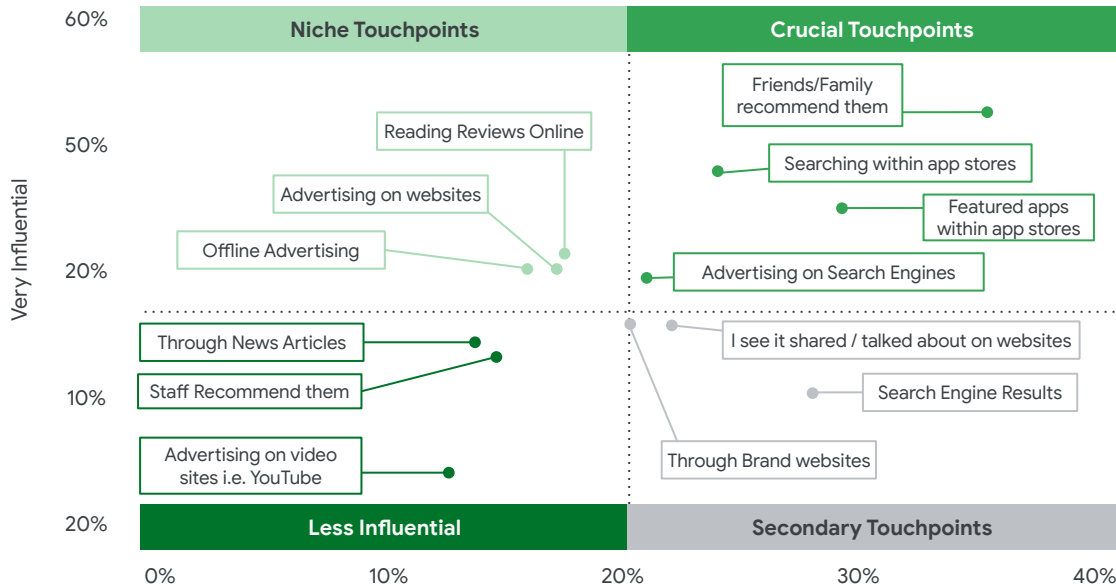 60%
Niche Touchpoints
Crucial Touchpoints
Friends/Family
recommend them
Reading Reviews Online
50%
Searching within app stores
Advertising on websites
Featured apps
within app stores
Offline Advertising
20%
Advertising on Search Engines
Very Influential
Through News Articles
I see it shared / talked about on websites
Staff Recommend them
10%
Search Engine Results
Advertising on video
sites i.e. YouTube
Through Brand websites
20%
Less Influential
Secondary Touchpoints
0%
10%
20%
30%
40%